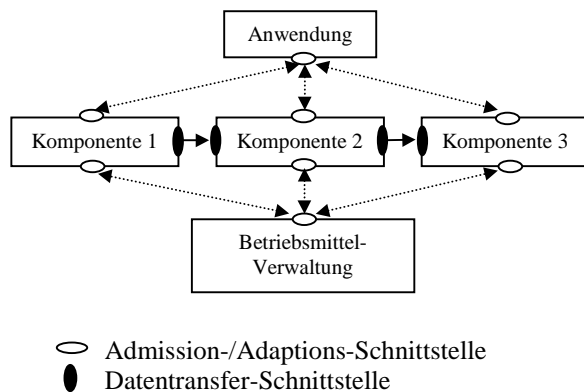 Anwendung
Komponente 1
Komponente 2
Komponente 3
Betriebsmittel-
Verwaltung
Admission-/Adaptions-Schnittstelle
Datentransfer-Schnittstelle